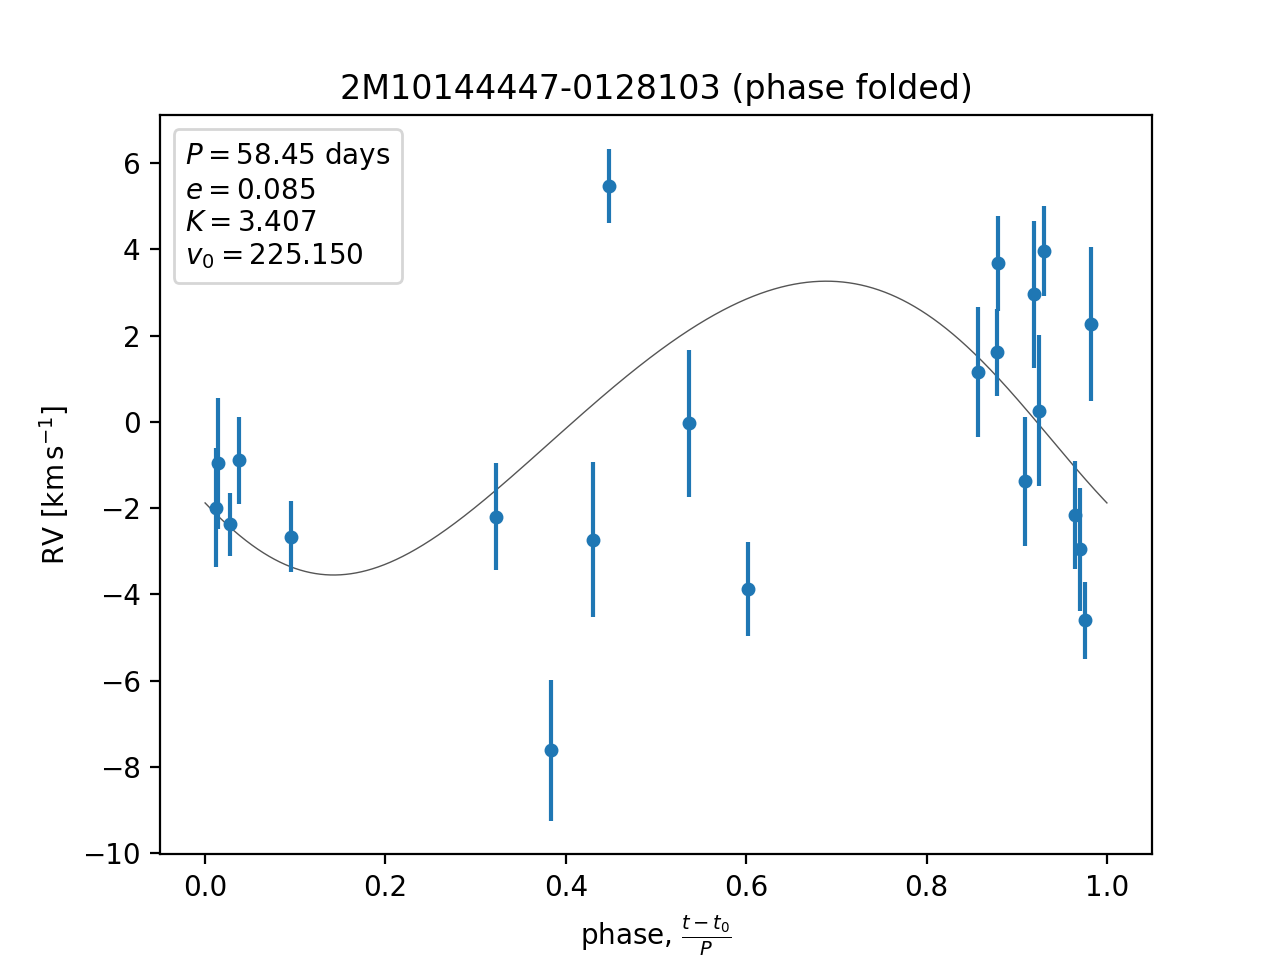 2M10144447-0128103 (phase folded)
P = 58.45 days
e = 0.085
K = 3.407
v₀ = 225.150
RV [km s⁻¹]
6
4
2
0
−2
−4
−6
−8
−10
0.0 0.2 0.4 0.6 0.8 1.0
phase, (t − t₀)/P